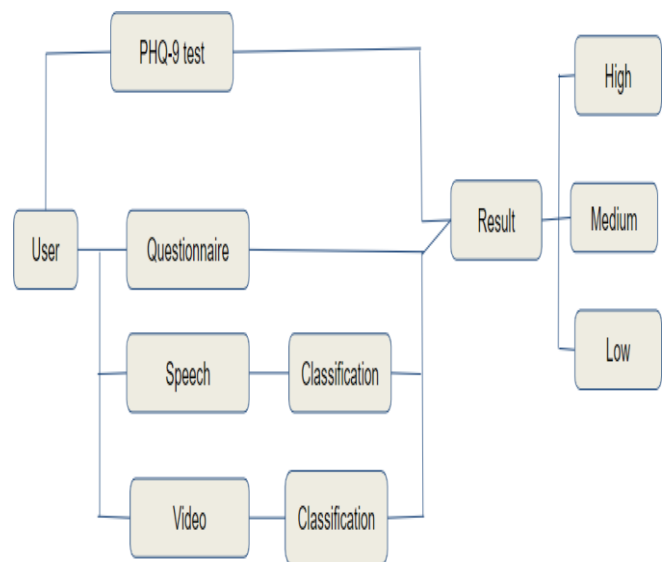 PHQ-9 test
High
User
Questionnaire
Result
Medium
Speech
Classification
Low
Video
Classification